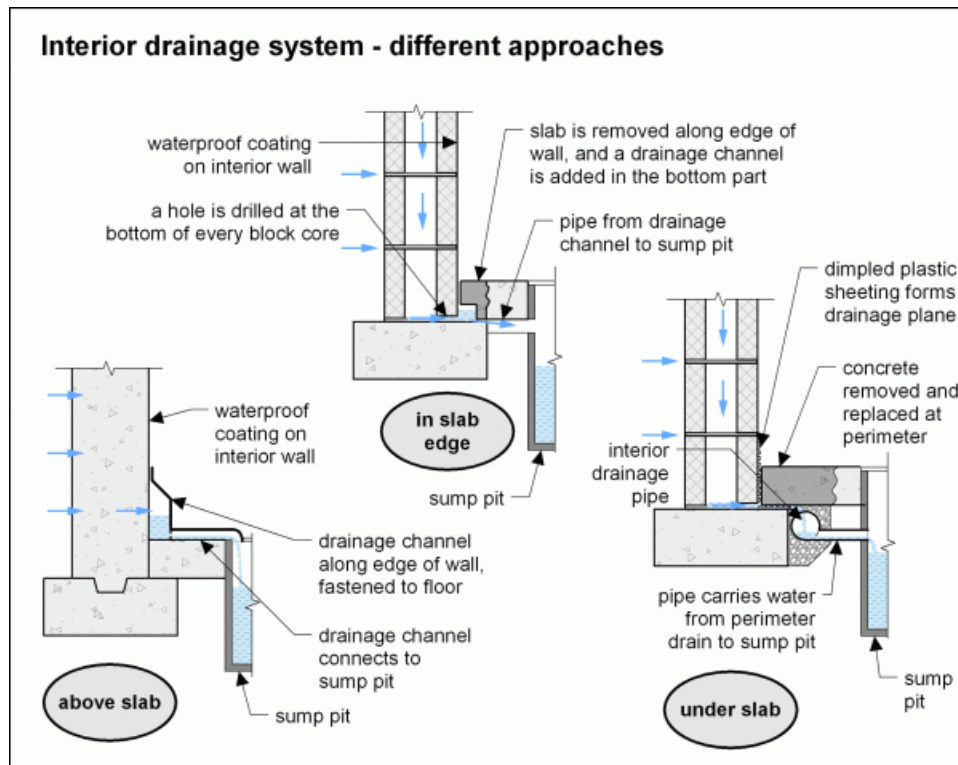 Interior drainage system - different approaches
waterproof coating
on interior wall
a hole is drilled at the
bottom of every block core
slab is removed along edge of
wall, and a drainage channel
is added in the bottom part
pipe from drainage
channel to sump pit
in slab
edge
sump pit
waterproof
coating on
interior wall
drainage channel
along edge of wall,
fastened to floor
drainage channel
connects to
sump pit
above slab
sump pit
dimpled plastic
sheeting forms
drainage plane
concrete
removed and
replaced at
perimeter
interior
drainage
pipe
pipe carries water
from perimeter
drain to sump pit
under slab
sump
pit